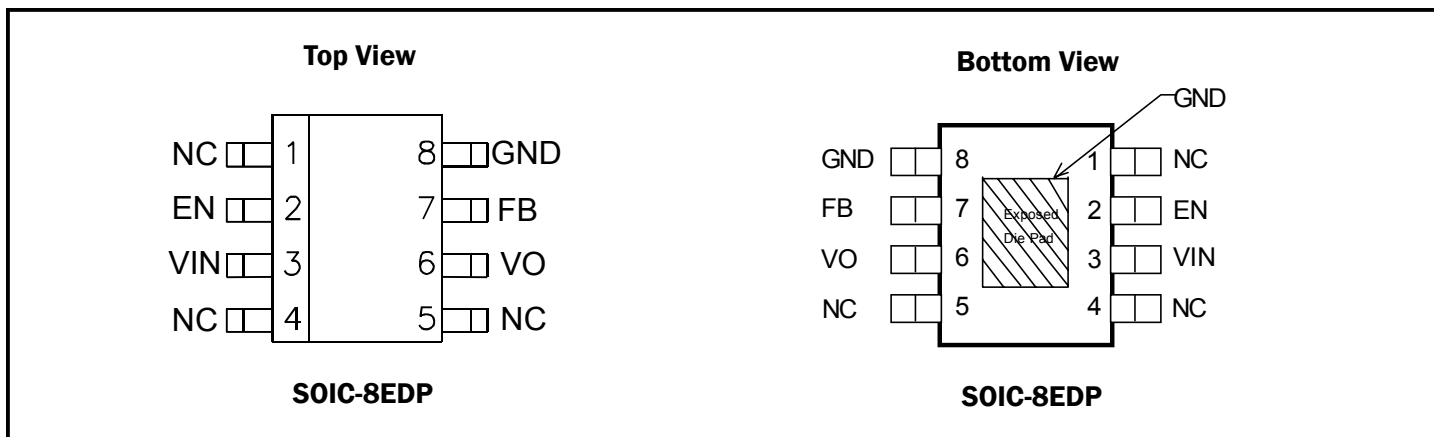 Top View
NC 1 8 GND
EN 2 7 FB
VIN 3 6 VO
NC 4 5 NC
SOIC-8EDP
Bottom View
GND
GND 8 1 NC
FB 7 Exposed 2 EN
Die Pad
VO 6 3 VIN
NC 5 4 NC
SOIC-8EDP